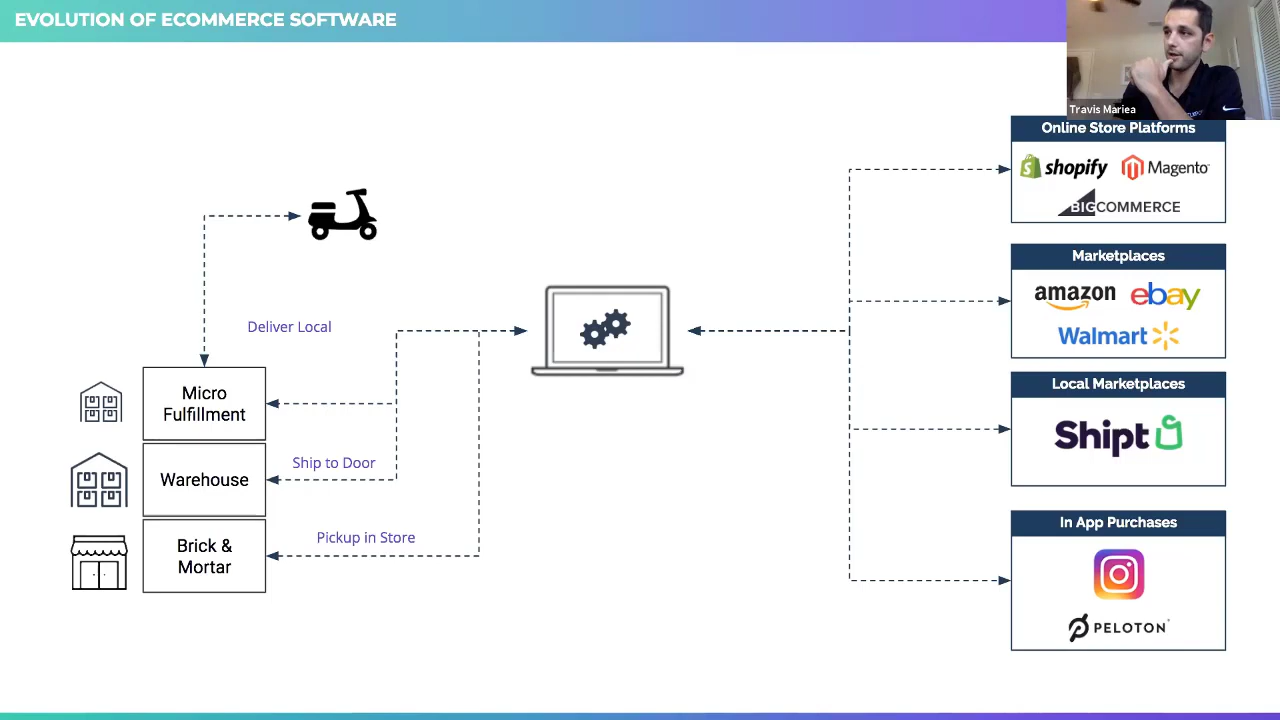 EVOLUTION OF ECOMMERCE SOFTWARE
Travis Mariea
Online Store Platforms
shopify
Magento
BIGCOMMERCE
Deliver Local
Marketplaces
amazon
ebay
Walmart
Micro
Fulfillment
Local Marketplaces
Shipt
Ship to Door
Warehouse
Pickup in Store
Brick &
Mortar
In App Purchases
PELOTON